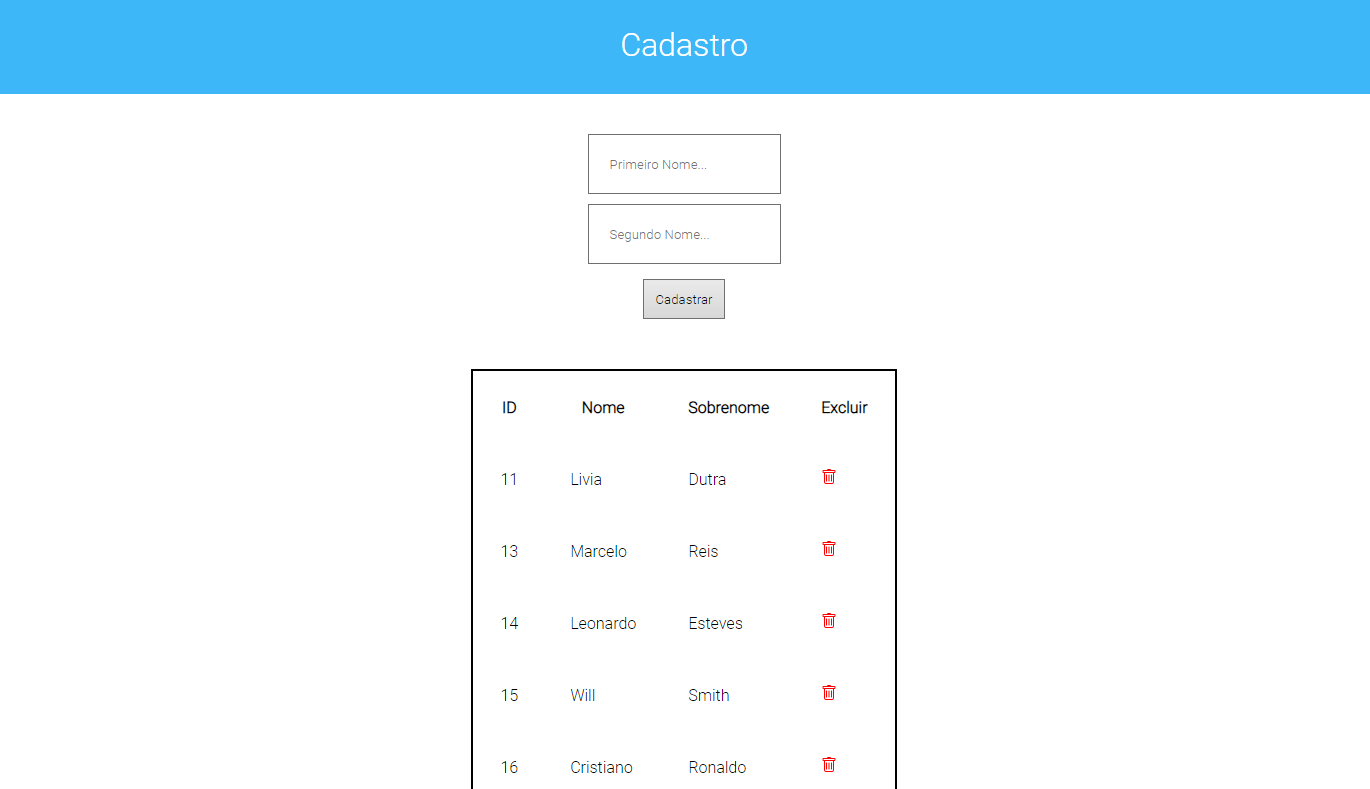 Cadastro
Primeiro Nome...
Segundo Nome...
Cadastrar
ID Nome Sobrenome Excluir
11 Livia Dutra
13 Marcelo Reis
14 Leonardo Esteves
15 Will Smith
16 Cristiano Ronaldo